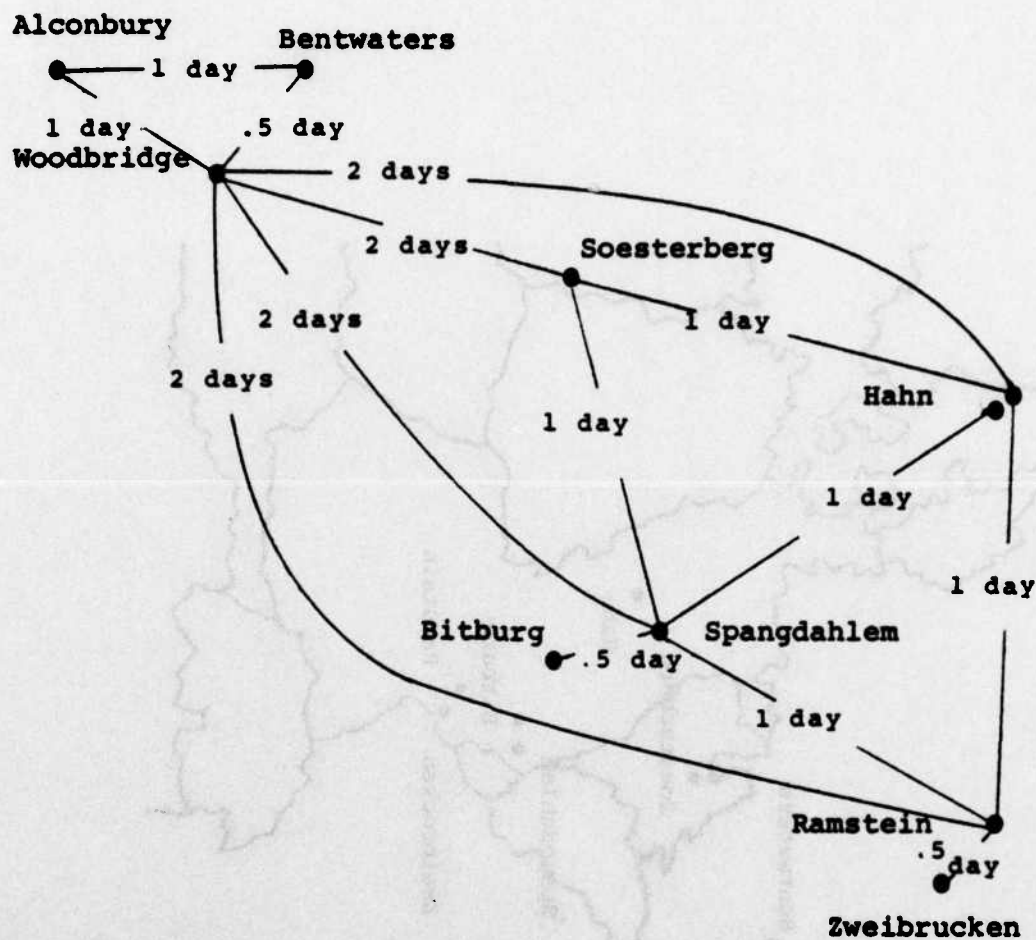 Alconbury
Bentwaters
1 day
1 day
.5 day
Woodbridge
2 days
2 days
Soesterberg
2 days
1 day
2 days
Hahn
1 day
1 day
1 day
Bitburg
Spangdahlem
.5 day
1 day
Ramstein
.5
day
Zweibrucken